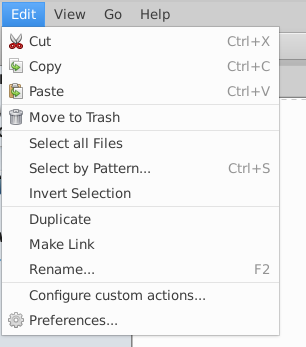 Edit View Go Help
Cut Ctrl+X
Copy Ctrl+C
Paste Ctrl+V
Move to Trash
Select all Files
Select by Pattern... Ctrl+S
Invert Selection
Duplicate
Make Link
Rename... F2
Configure custom actions...
Preferences...